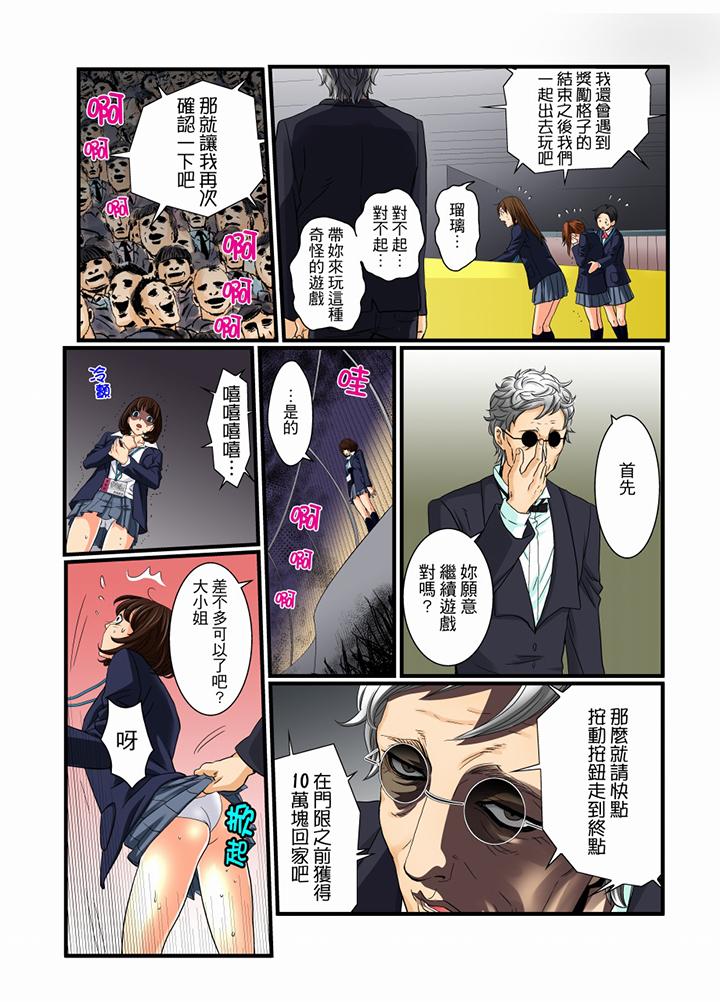 我還會遇到
獎勵格子的
結束之後我們
一起出去玩吧
瑠璃…
對不起…
對不起…
帶妳來玩這種
奇怪的遊戲
那就讓我再次
確認一下吧
啊
啊
啊
啊
啊
啊
首先
妳願意
繼續遊戲
對嗎？
哇
…是的
啊
啊
啊
嘻嘻嘻嘻…
冷顫
那麼就請快點
按動按鈕走到終點
在門限之前獲得
10萬塊回家吧
差不多可以了吧？
大小姐
呀
秀
起